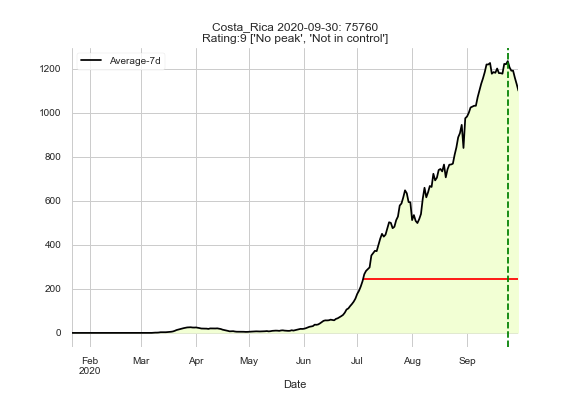 Costa_Rica 2020-09-30: 75760
Rating:9 ['No peak', 'Not in control']
Average-7d
1200
1000
800
600
400
200
0
Feb Mar Apr May Jun Jul Aug Sep
2020
Date